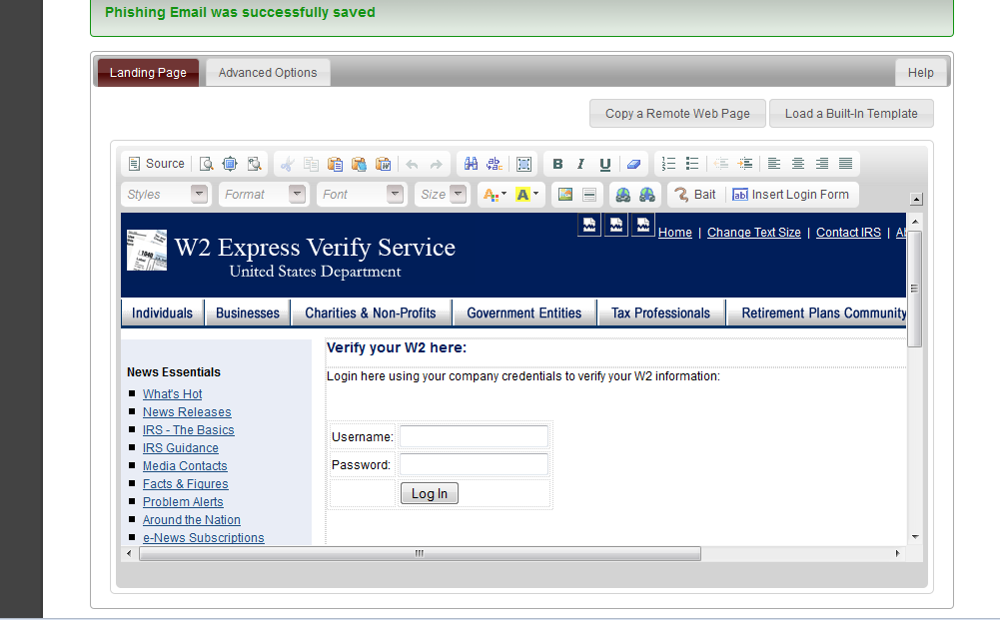 Phishing Email was successfully saved
Landing Page Advanced Options Help
Copy a Remote Web Page Load a Built-In Template
Source
Styles Format Font Size Bait Insert Login Form
Home | Change Text Size | Contact IRS |
W2 Express Verify Service
United States Department
Individuals Businesses Charities & Non-Profits Government Entities Tax Professionals Retirement Plans Community
Verify your W2 here:
News Essentials
Login here using your company credentials to verify your W2 information:
What's Hot
News Releases
IRS - The Basics
IRS Guidance
Media Contacts
Facts & Figures
Problem Alerts
Around the Nation
e-News Subscriptions
Username:
Password:
Log In